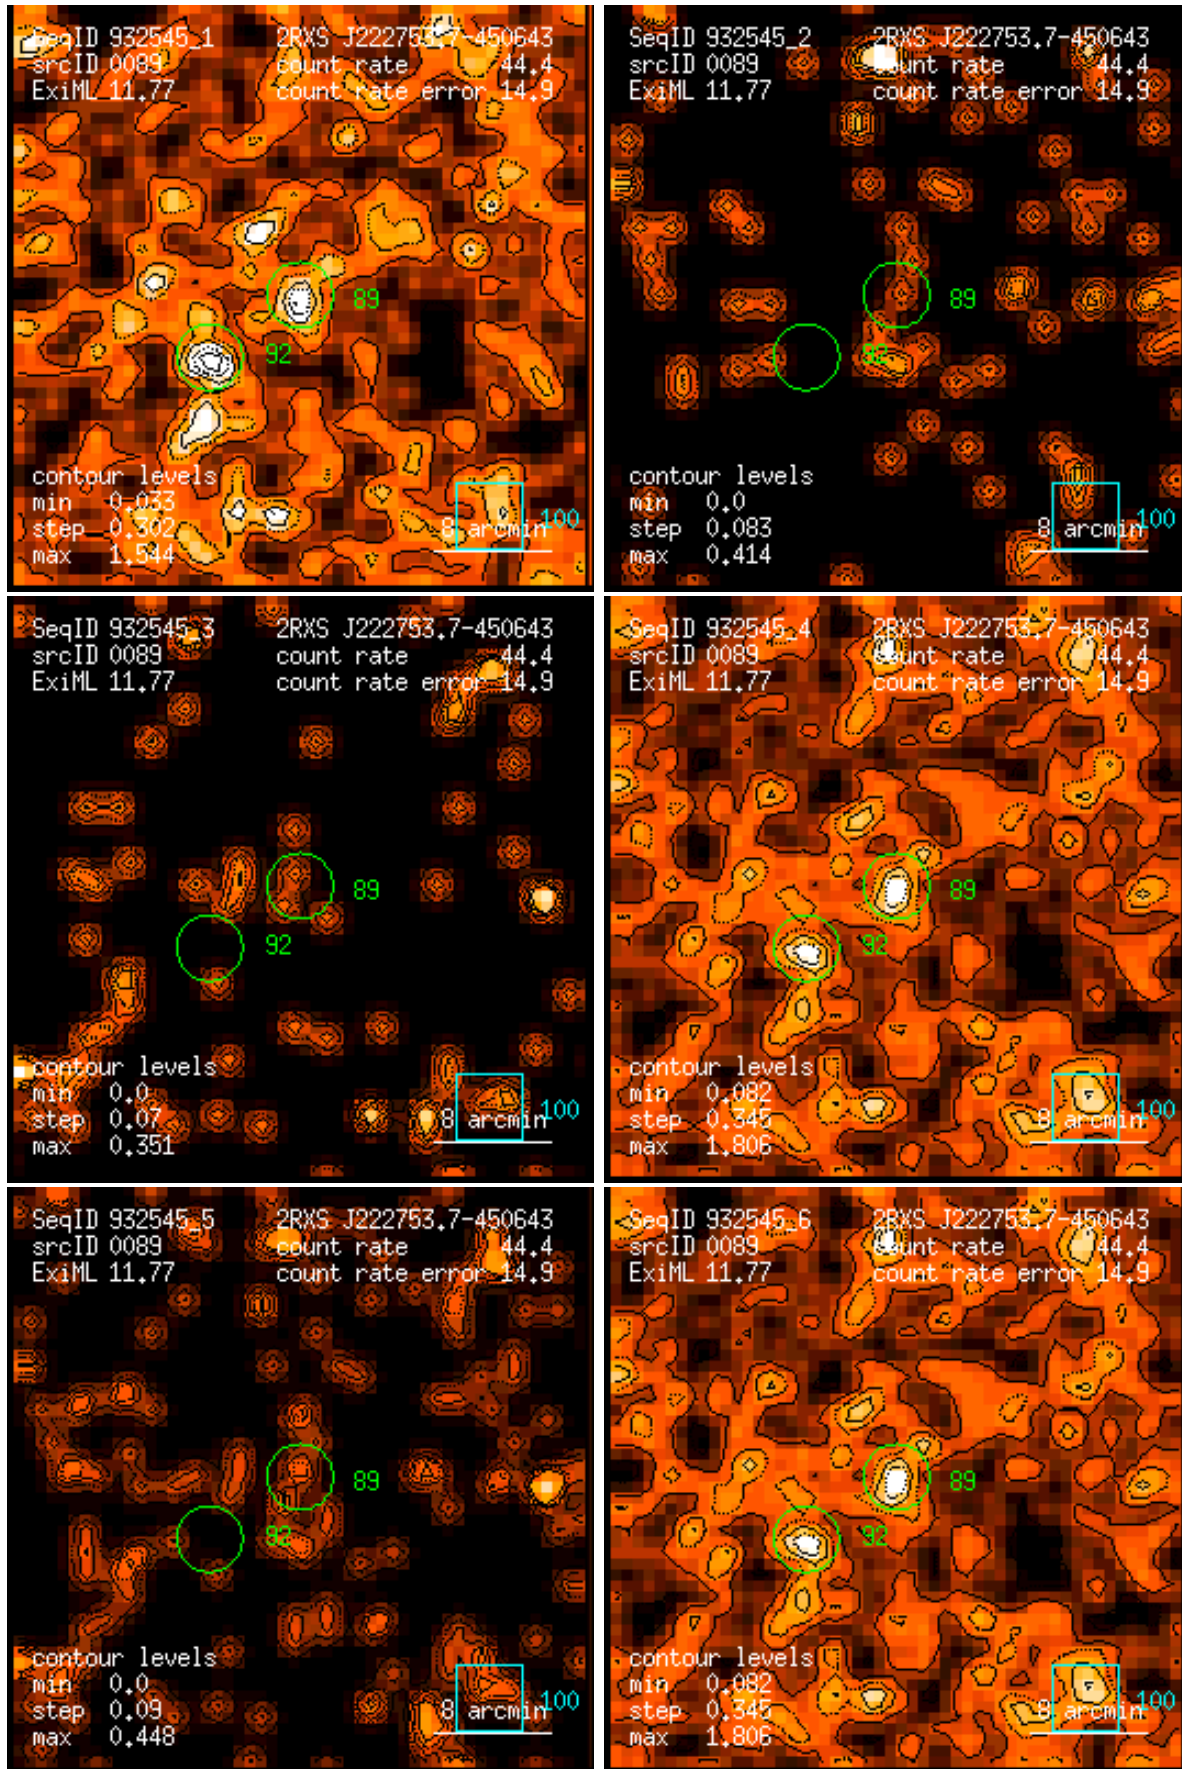 SeqID 932545_1 2RXS J222753.7-450643
srcID 0089 count rate 44.4
ExiML 11.77 count rate error 14.9
89
92
contour levels
min 0.033
step 0.302
max 1.544
8 arcmin 100
SeqID 932545_2 2RXS J222753.7-450643
srcID 0089 count rate 44.4
ExiML 11.77 count rate error 14.9
89
92
contour levels
min 0.0
step 0.083
max 0.414
8 arcmin 100
SeqID 932545_3 2RXS J222753.7-450643
srcID 0089 count rate 44.4
ExiML 11.77 count rate error 14.9
89
92
contour levels
min 0.0
step 0.07
max 0.351
8 arcmin 100
SeqID 932545_4 2RXS J222753.7-450643
srcID 0089 count rate 44.4
ExiML 11.77 count rate error 14.9
89
92
contour levels
min 0.082
step 0.345
max 1.806
8 arcmin 100
SeqID 932545_5 2RXS J222753.7-450643
srcID 0089 count rate 44.4
ExiML 11.77 count rate error 14.9
89
92
contour levels
min 0.0
step 0.09
max 0.448
8 arcmin 100
SeqID 932545_6 2RXS J222753.7-450643
srcID 0089 count rate 44.4
ExiML 11.77 count rate error 14.9
89
92
contour levels
min 0.082
step 0.345
max 1.806
8 arcmin 100